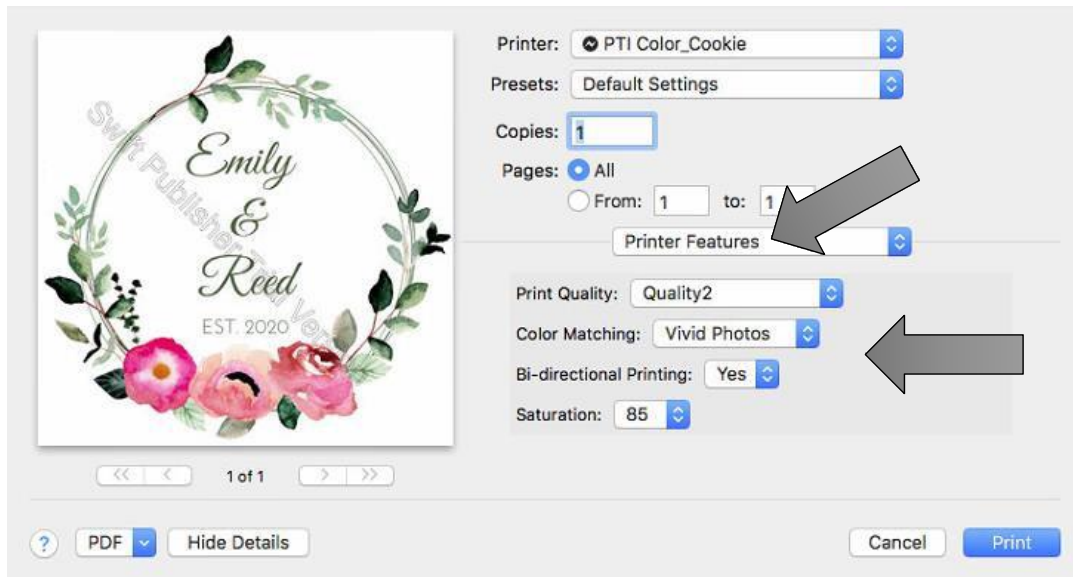 Swift Publisher Trial Ver
Emily
&
Reed
EST. 2020
<< < 1 of 1 > >>
Printer: PTI Color_Cookie
Presets: Default Settings
Copies: 1
Pages: All
From: 1 to: 1
Printer Features
Print Quality: Quality2
Color Matching: Vivid Photos
Bi-directional Printing: Yes
Saturation: 85
? PDF Hide Details Cancel Print